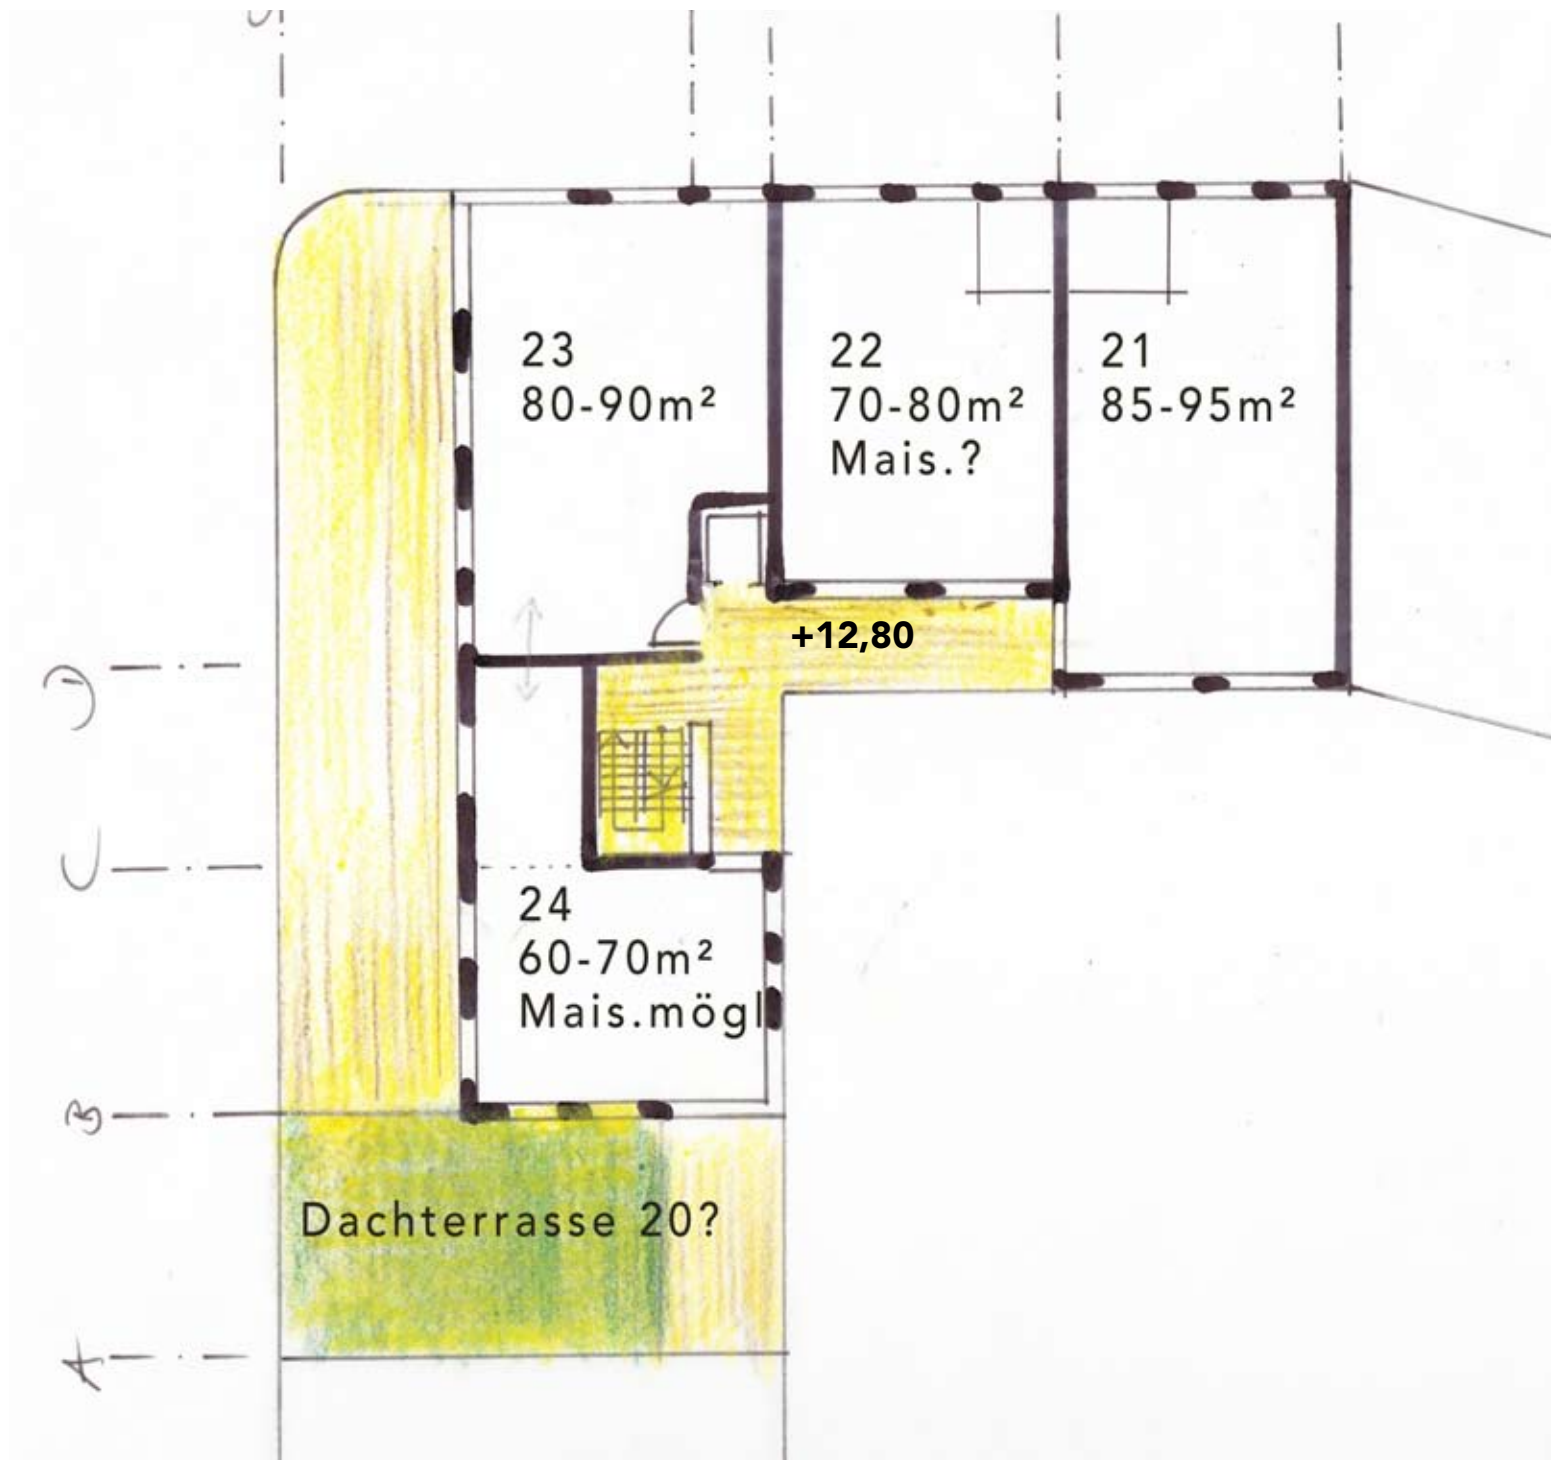 23
80-90m²
22
70-80m²
Mais.?
21
85-95m²
+12,80
D
C
24
60-70m²
Mais.mögl
B
Dachterrasse 20?
A